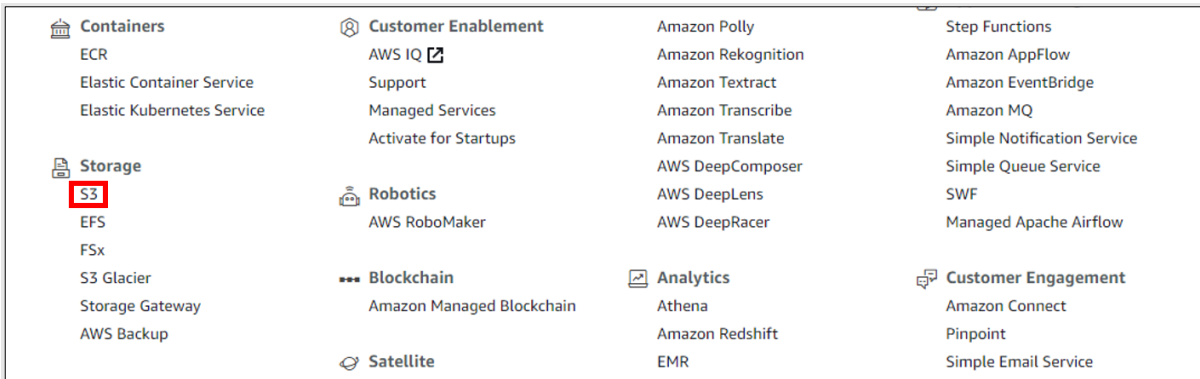 Containers
ECR
Elastic Container Service
Elastic Kubernetes Service
Storage
S3
EFS
FSx
S3 Glacier
Storage Gateway
AWS Backup
Customer Enablement
AWS IQ
Support
Managed Services
Activate for Startups
Robotics
AWS RoboMaker
Blockchain
Amazon Managed Blockchain
Satellite
Amazon Polly
Amazon Rekognition
Amazon Textract
Amazon Transcribe
Amazon Translate
AWS DeepComposer
AWS DeepLens
AWS DeepRacer
Analytics
Athena
Amazon Redshift
EMR
Step Functions
Amazon AppFlow
Amazon EventBridge
Amazon MQ
Simple Notification Service
Simple Queue Service
SWF
Managed Apache Airflow
Customer Engagement
Amazon Connect
Pinpoint
Simple Email Service